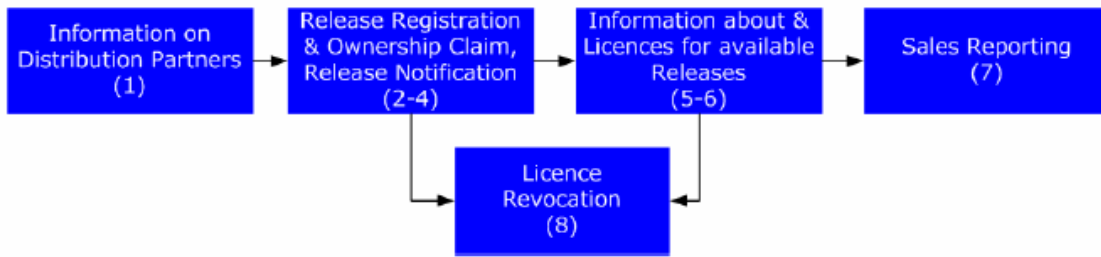 Information on
Distribution Partners
(1)
Release Registration
& Ownership Claim,
Release Notification
(2-4)
Information about &
Licences for available
Releases
(5-6)
Sales Reporting
(7)
Licence
Revocation
(8)